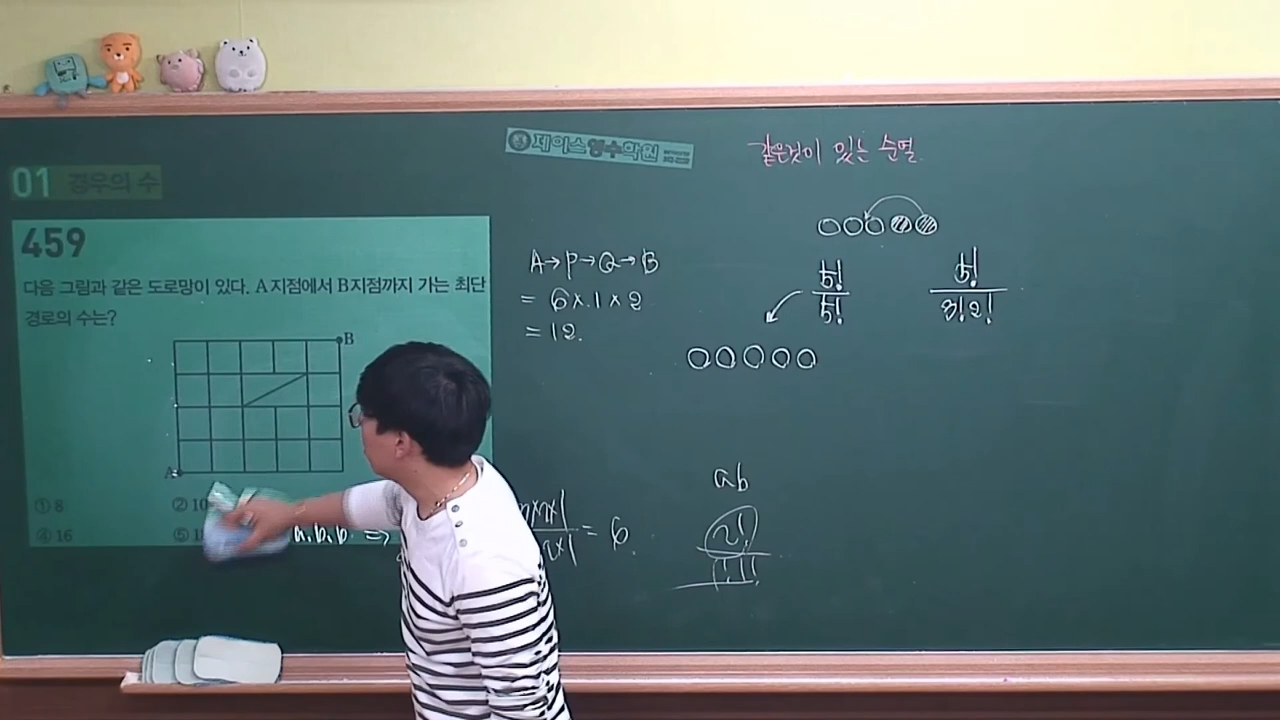 제이스영수학원
같은것이 있는 순열
01 경우의 수
459
다음 그림과 같은 도로망이 있다. A지점에서 B지점까지 가는 최단
경로의 수는?
B
A
① 8
② 10
④ 16
⑤
a.b.b ⇒
A→P→Q→B
= 6×1×2
= 12.
×1
×1
= 6.
5!
5!
5!
3!2!
ab
2!